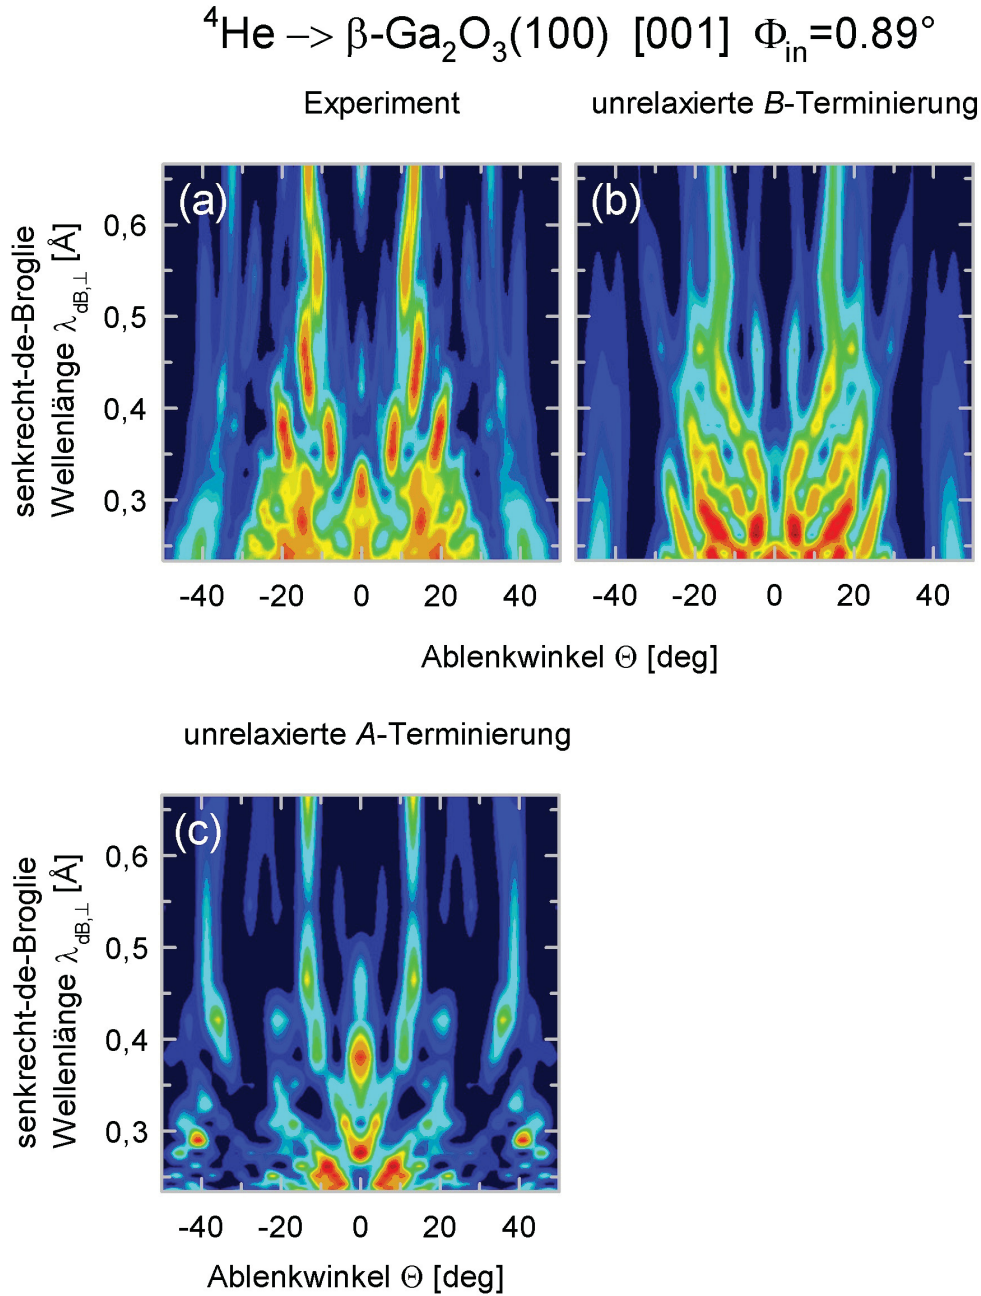 ⁴He –> β-Ga₂O₃(100) [001] Φᵢₙ=0.89°
Experiment
unrelaxierte B-Terminierung
(a)
(b)
senkrecht-de-Broglie
Wellenlänge λ_dB,⊥ [Å]
0,6
0,5
0,4
0,3
-40 -20 0 20 40
-40 -20 0 20 40
Ablenkwinkel Θ [deg]
unrelaxierte A-Terminierung
(c)
senkrecht-de-Broglie
Wellenlänge λ_dB,⊥ [Å]
0,6
0,5
0,4
0,3
-40 -20 0 20 40
Ablenkwinkel Θ [deg]